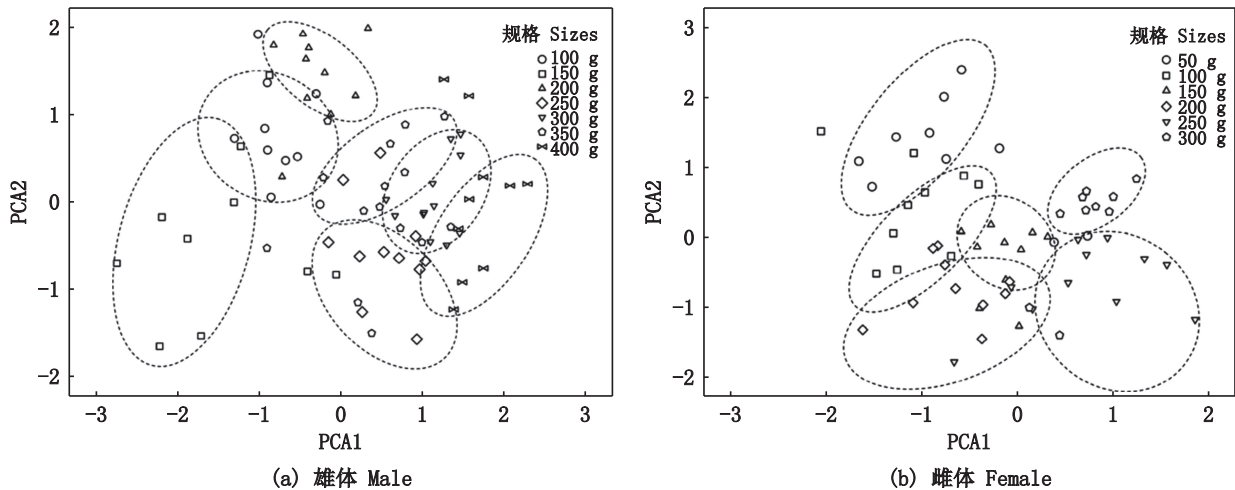 规格 Sizes
100 g
150 g
200 g
250 g
300 g
350 g
400 g
2
1
0
−1
−2
PCA2
−3
−2
−1
0
1
2
3
PCA1
(a) 雄体 Male
规格 Sizes
50 g
100 g
150 g
200 g
250 g
300 g
3
2
1
0
−1
−2
PCA2
−3
−2
−1
0
1
2
PCA1
(b) 雌体 Female